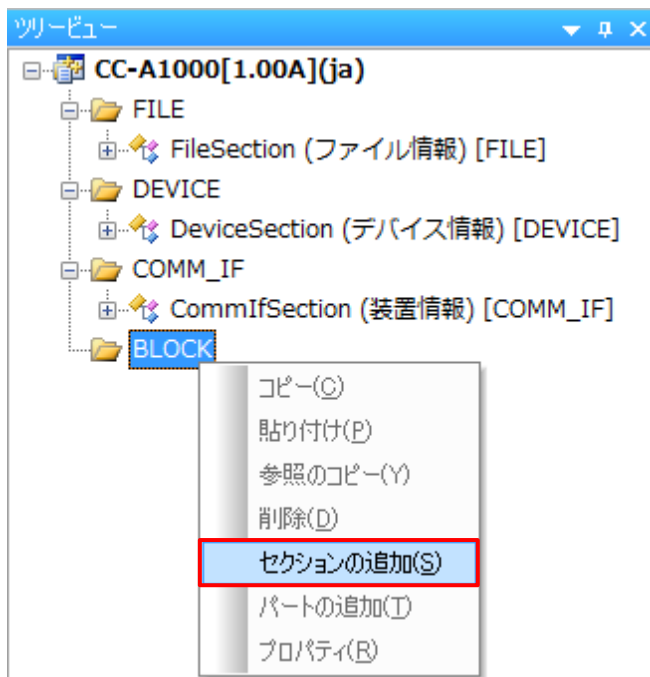 ツリービュー
CC-A1000[1.00A](ja)
FILE
FileSection (ファイル情報) [FILE]
DEVICE
DeviceSection (デバイス情報) [DEVICE]
COMM_IF
CommIfSection (装置情報) [COMM_IF]
BLOCK
コピー(C)
貼り付け(P)
参照のコピー(Y)
削除(D)
セクションの追加(S)
パートの追加(T)
プロパティ(R)